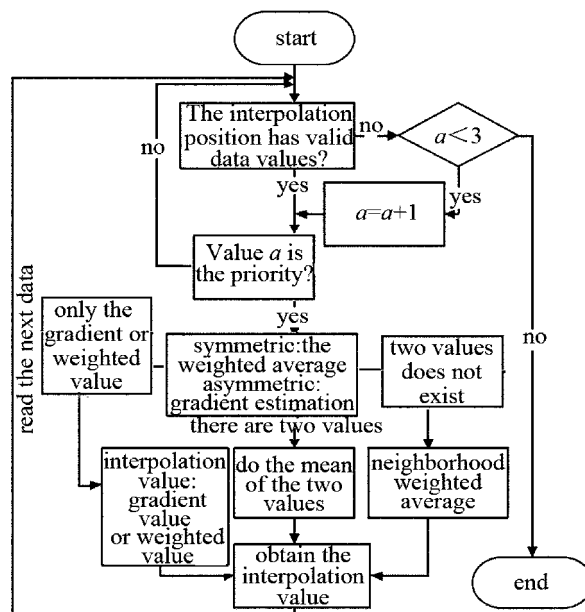 start
The interpolation
position has valid
data values?
no
a<3
yes
yes
a=a+1
no
Value a is
the priority?
yes
only the
gradient or
weighted
value
symmetric:the
weighted average
asymmetric:
gradient estimation
two values
does not
exist
no
there are two values
read the next data
interpolation
value:
gradient
value
or weighted
value
do the mean
of the two
values
neighborhood
weighted
average
obtain the
interpolation
value
end